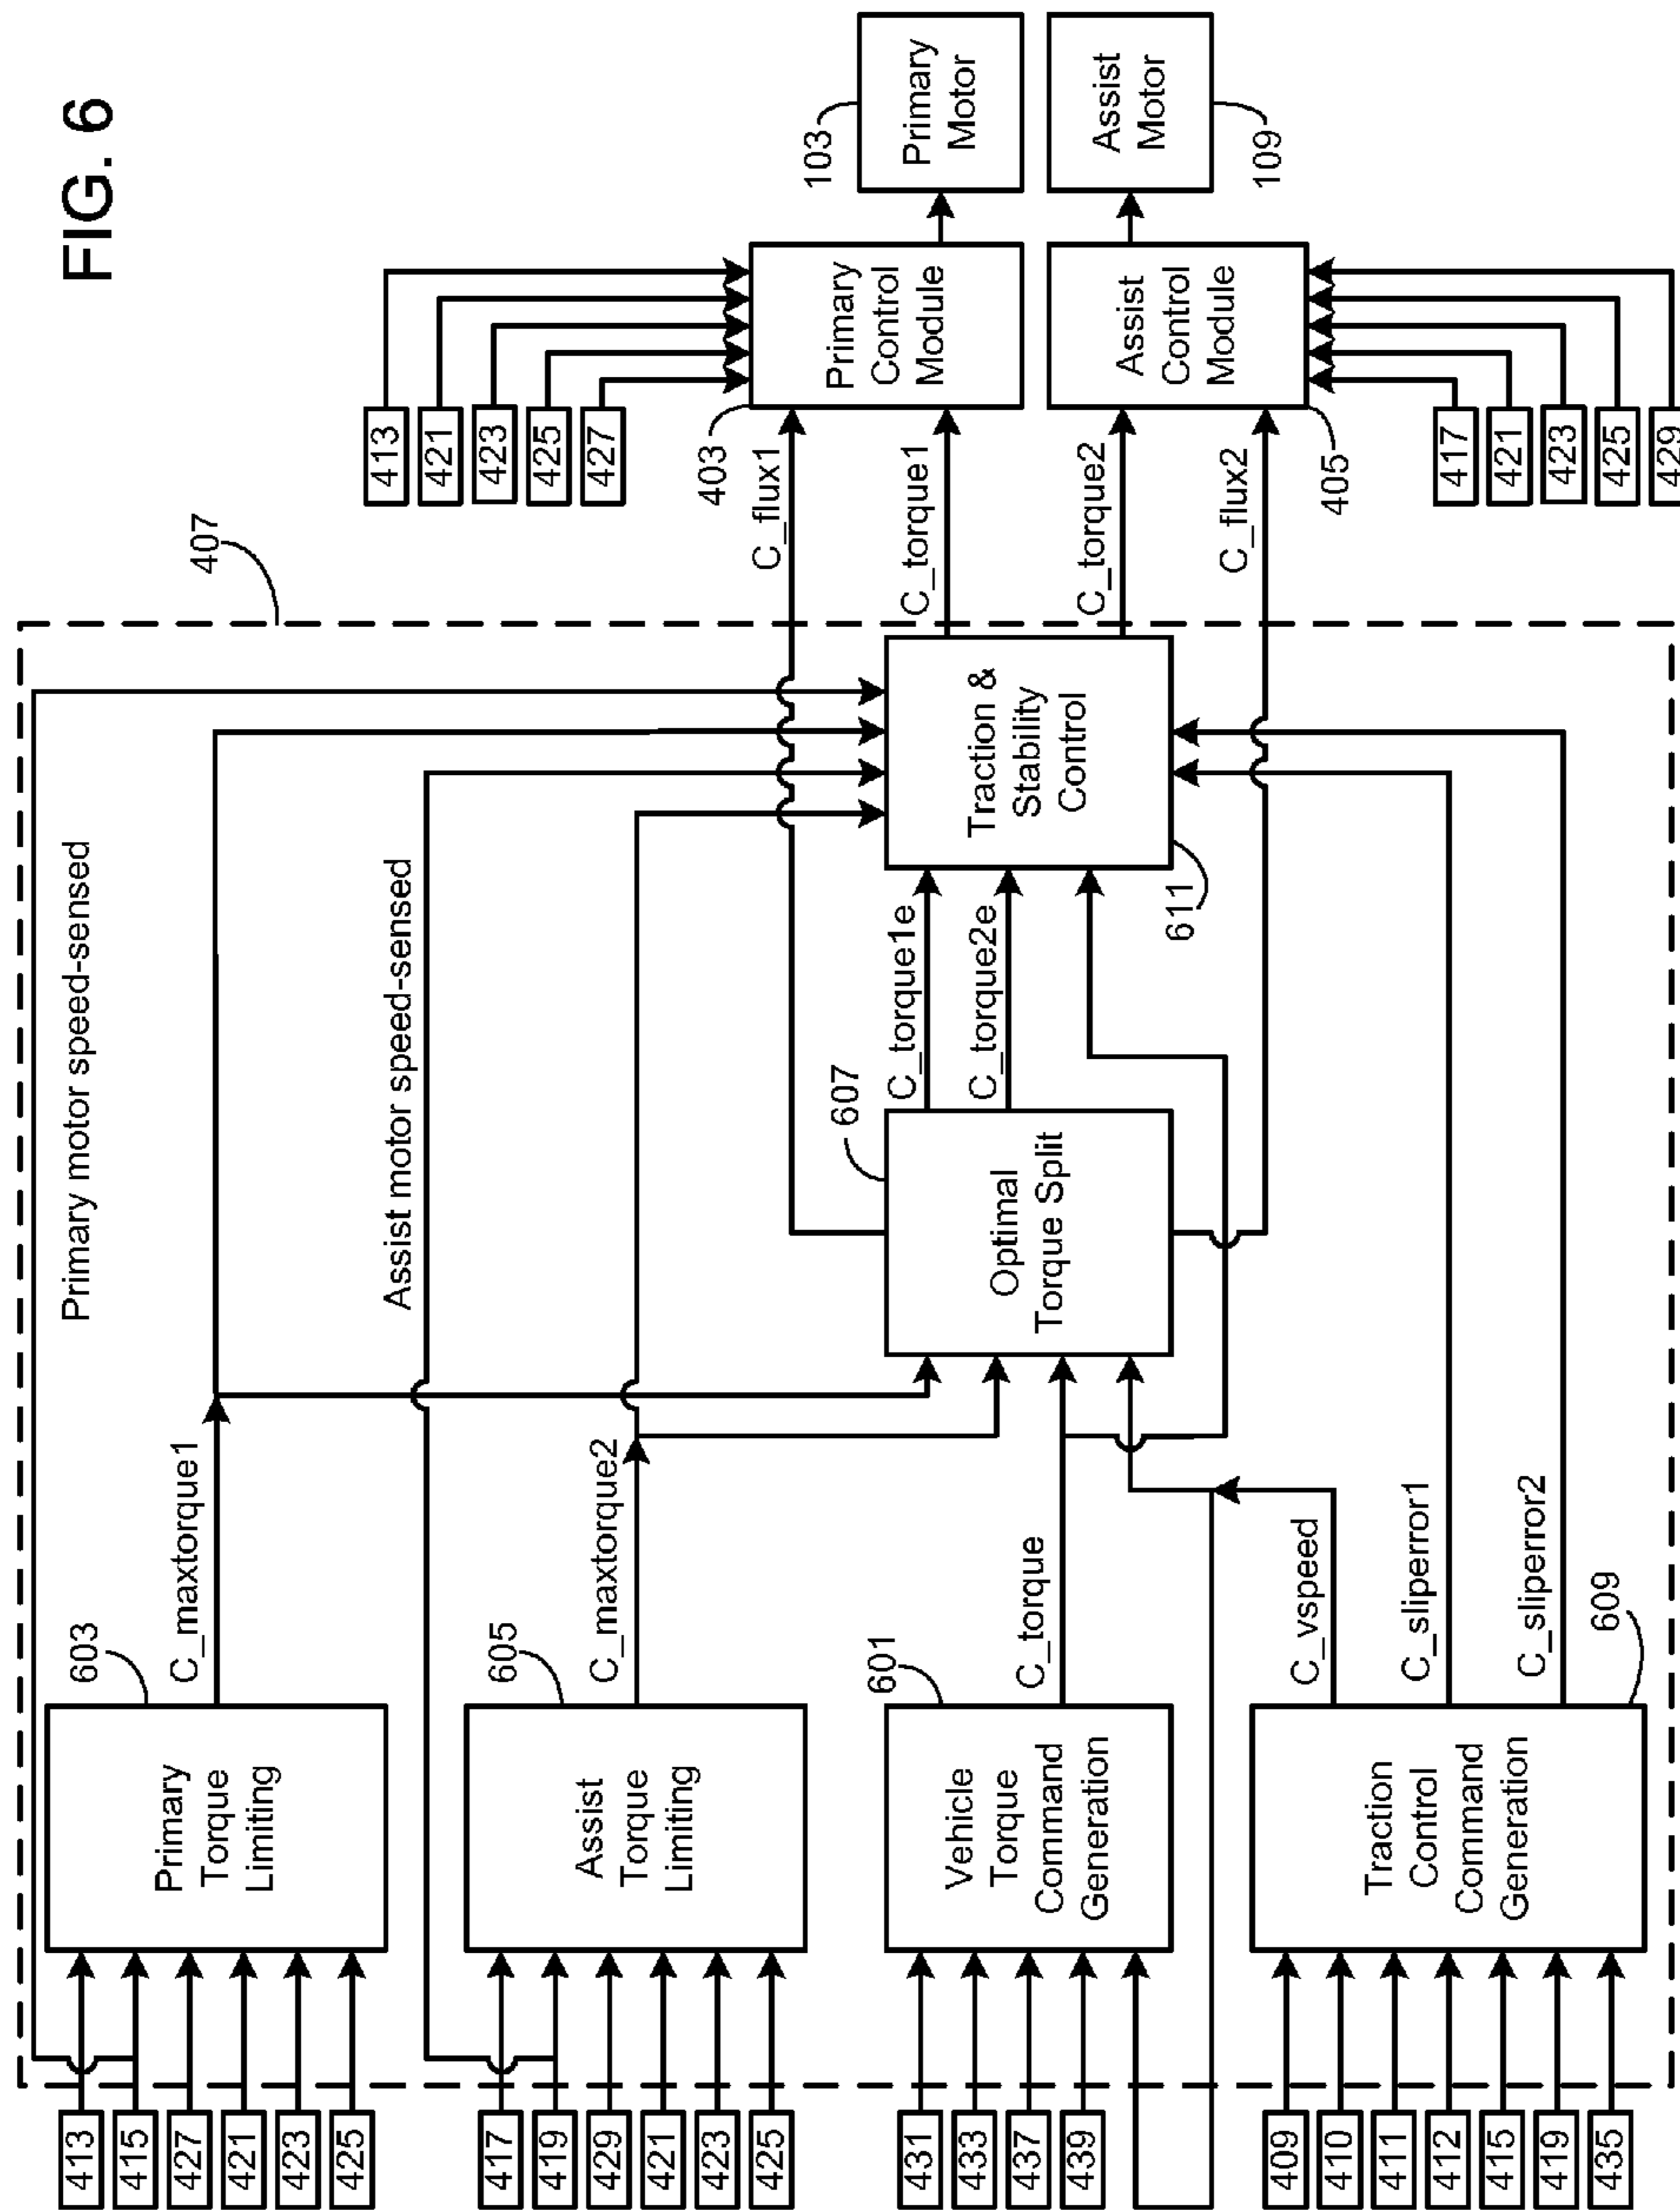 FIG. 6
407
Primary motor speed-sensed
Assist motor speed-sensed
413
415
427
421
423
425
603
Primary
Torque
Limiting
C_maxtorque1
417
419
429
421
423
425
605
Assist
Torque
Limiting
C_maxtorque2
431
433
437
439
601
Vehicle
Torque
Command
Generation
C_torque
409
410
411
412
415
419
435
609
Traction
Control
Command
Generation
C_vspeed
C_sliperror1
C_sliperror2
607
Optimal
Torque Split
C_torque1e
C_torque2e
611
Traction &
Stability
Control
C_flux1
C_torque1
C_torque2
C_flux2
413
421
423
425
427
403
Primary
Control
Module
103
Primary
Motor
405
Assist
Control
Module
109
Assist
Motor
417
421
423
425
429